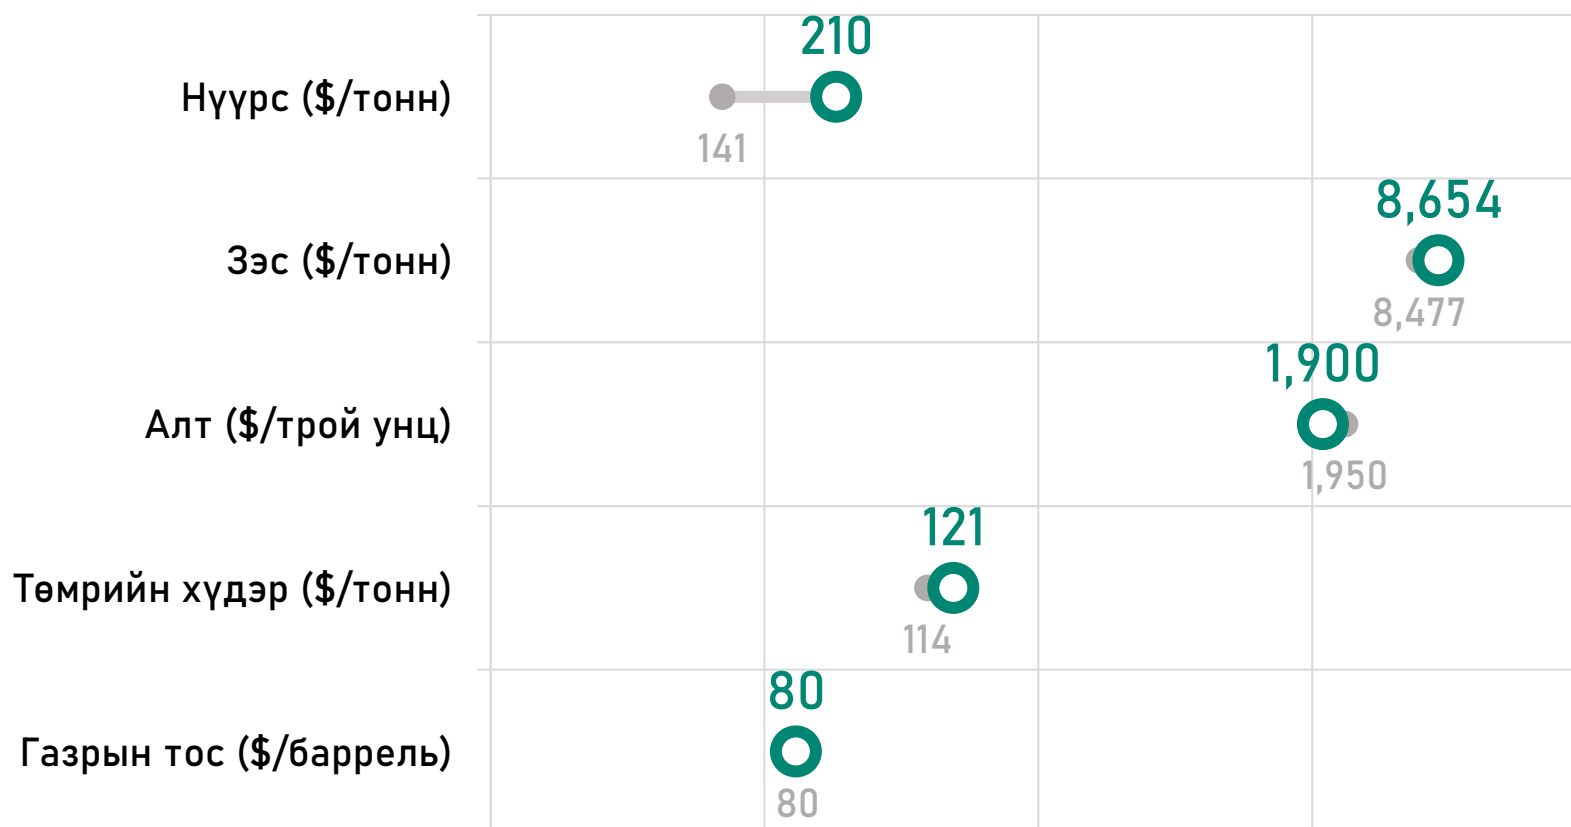 210
Нүүрс ($/тонн)
141
8,654
Зэс ($/тонн)
8,477
1,900
Алт ($/трой унц)
1,950
121
Төмрийн хүдэр ($/тонн)
114
80
Газрын тос ($/баррель)
80